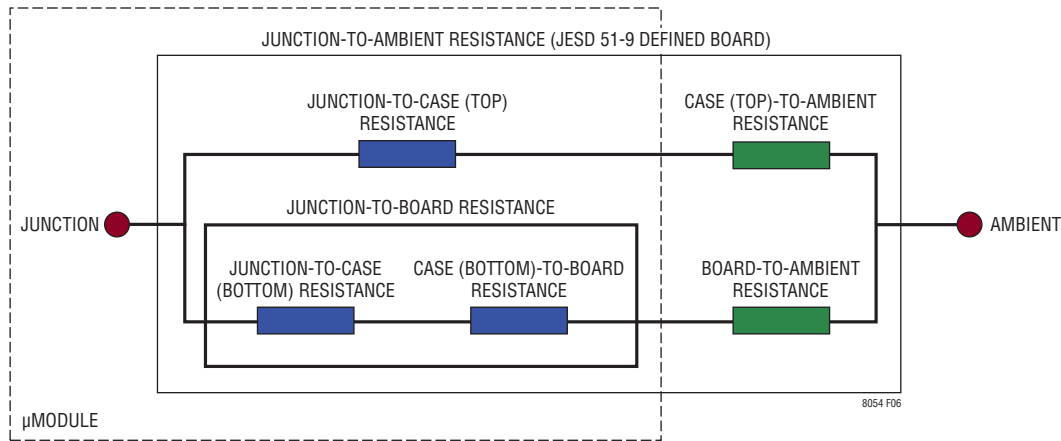 JUNCTION-TO-AMBIENT RESISTANCE (JESD 51-9 DEFINED BOARD)
JUNCTION-TO-CASE (TOP)
RESISTANCE
CASE (TOP)-TO-AMBIENT
RESISTANCE
JUNCTION
JUNCTION-TO-BOARD RESISTANCE
AMBIENT
JUNCTION-TO-CASE
(BOTTOM) RESISTANCE
CASE (BOTTOM)-TO-BOARD
RESISTANCE
BOARD-TO-AMBIENT
RESISTANCE
8054 F06
µMODULE